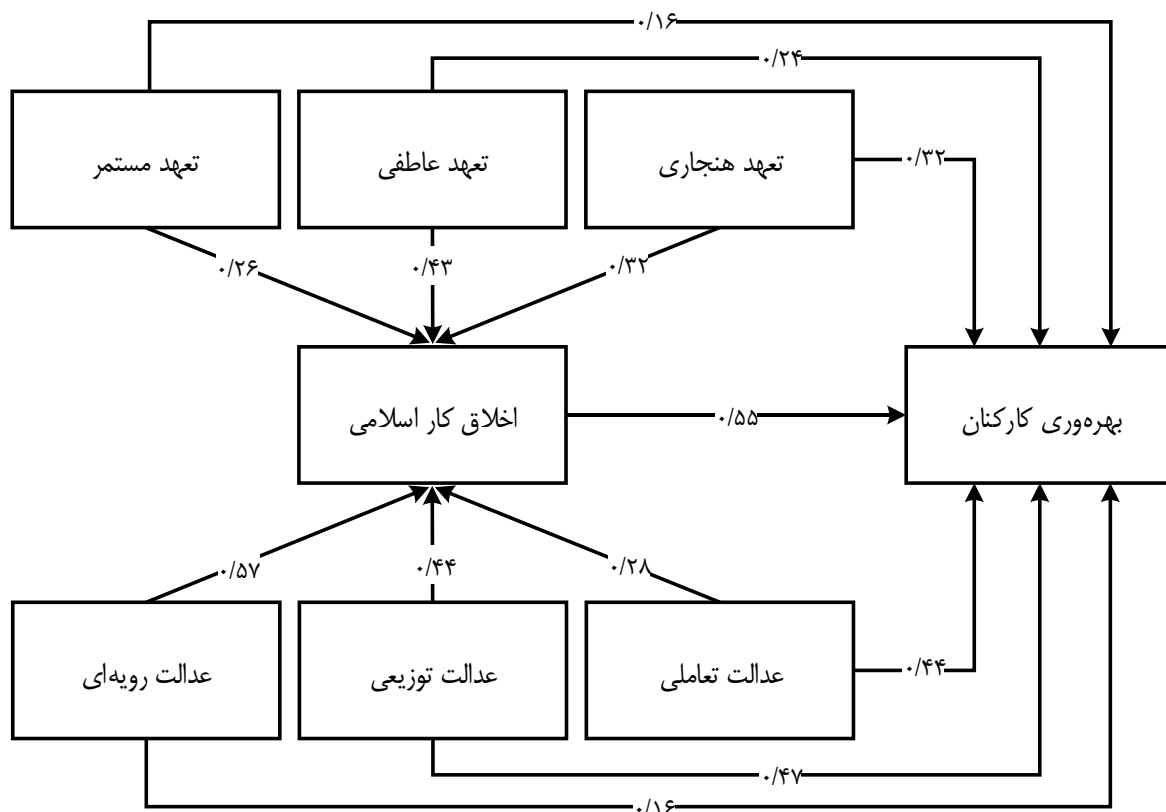 ۰/۱۶
۰/۲۴
تعهد مستمر
تعهد عاطفی
تعهد هنجاری
۰/۳۲
۰/۲۶
۰/۴۳
۰/۳۲
اخلاق کار اسلامی
۰/۵۵
بهره‌وری کارکنان
۰/۵۷
۰/۴۴
۰/۲۸
عدالت رویه‌ای
عدالت توزیعی
عدالت تعاملی
۰/۴۴
۰/۴۷
۰/۱۶